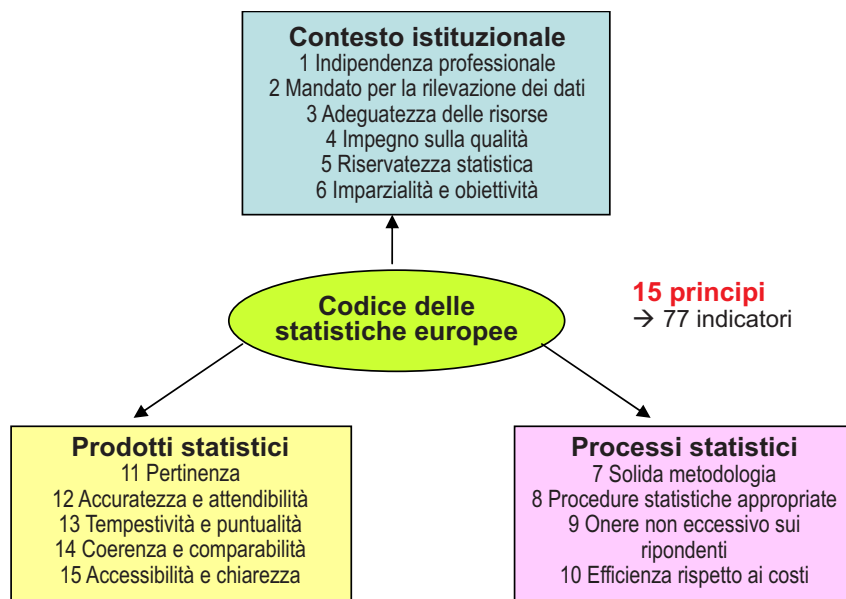 Contesto istituzionale
1 Indipendenza professionale
2 Mandato per la rilevazione dei dati
3 Adeguatezza delle risorse
4 Impegno sulla qualità
5 Riservatezza statistica
6 Imparzialità e obiettività
Codice delle
statistiche europee
15 principi
→ 77 indicatori
Prodotti statistici
11 Pertinenza
12 Accuratezza e attendibilità
13 Tempestività e puntualità
14 Coerenza e comparabilità
15 Accessibilità e chiarezza
Processi statistici
7 Solida metodologia
8 Procedure statistiche appropriate
9 Onere non eccessivo sui
ripondenti
10 Efficienza rispetto ai costi